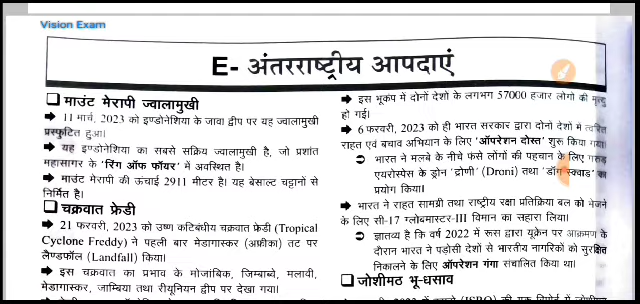 Vision Exam
E- अंतरराष्ट्रीय आपदाएं
❑ माउंट मेरापी ज्वालामुखी
➡ 11 मार्च, 2023 को इण्डोनेशिया के जावा द्वीप पर यह ज्वालामुखी
प्रस्फुटित हुआ।
➡ यह इण्डोनेशिया का सबसे सक्रिय ज्वालामुखी है, जो प्रशांत
महासागर के 'रिंग ऑफ फॉयर' में अवस्थित है।
➡ माउंट मेरापी की ऊंचाई 2911 मीटर है। यह बेसाल्ट चट्टानों से
निर्मित है।
❑ चक्रवात फ्रेडी
➡ 21 फरवरी, 2023 को उष्ण कटिबंधीय चक्रवात फ्रेडी (Tropical
Cyclone Freddy) ने पहली बार मेडागास्कर (अफ्रीका) तट पर
लैण्डफॉल (Landfall) किया।
➡ इस चक्रवात का प्रभाव के मोजांबिक, जिम्बाब्वे, मलावी,
मेडागास्कर, जाम्बिया तथा रीयूनियन द्वीप पर देखा गया।
➡ इस भूकंप में दोनों देशों के लगभग 57000 हजार लोगों की मृत्यु
हो गई।
➡ 6 फरवरी, 2023 को ही भारत सरकार द्वारा दोनों देशों में त्वरित
राहत एवं बचाव अभियान के लिए 'ऑपरेशन दोस्त' शुरू किया गया।
➲ भारत ने मलबे के नीचे फंसे लोगों की पहचान के लिए गरुड़
एयरोस्पेस के ड्रोन 'द्रोणी' (Droni) तथा 'डॉग स्क्वाड' का
प्रयोग किया।
➡ भारत ने राहत सामग्री तथा राष्ट्रीय रक्षा प्रतिक्रिया बल को भेजने
के लिए सी-17 ग्लोबमास्टर-III विमान का सहारा लिया।
➲ ज्ञातव्य है कि वर्ष 2022 में रूस द्वारा यूक्रेन पर आक्रमण के
दौरान भारत ने पड़ोसी देशों से भारतीय नागरिकों को सुरक्षित
निकालने के लिए ऑपरेशन गंगा संचालित किया था।
❑ जोशीमठ भू-धसाव